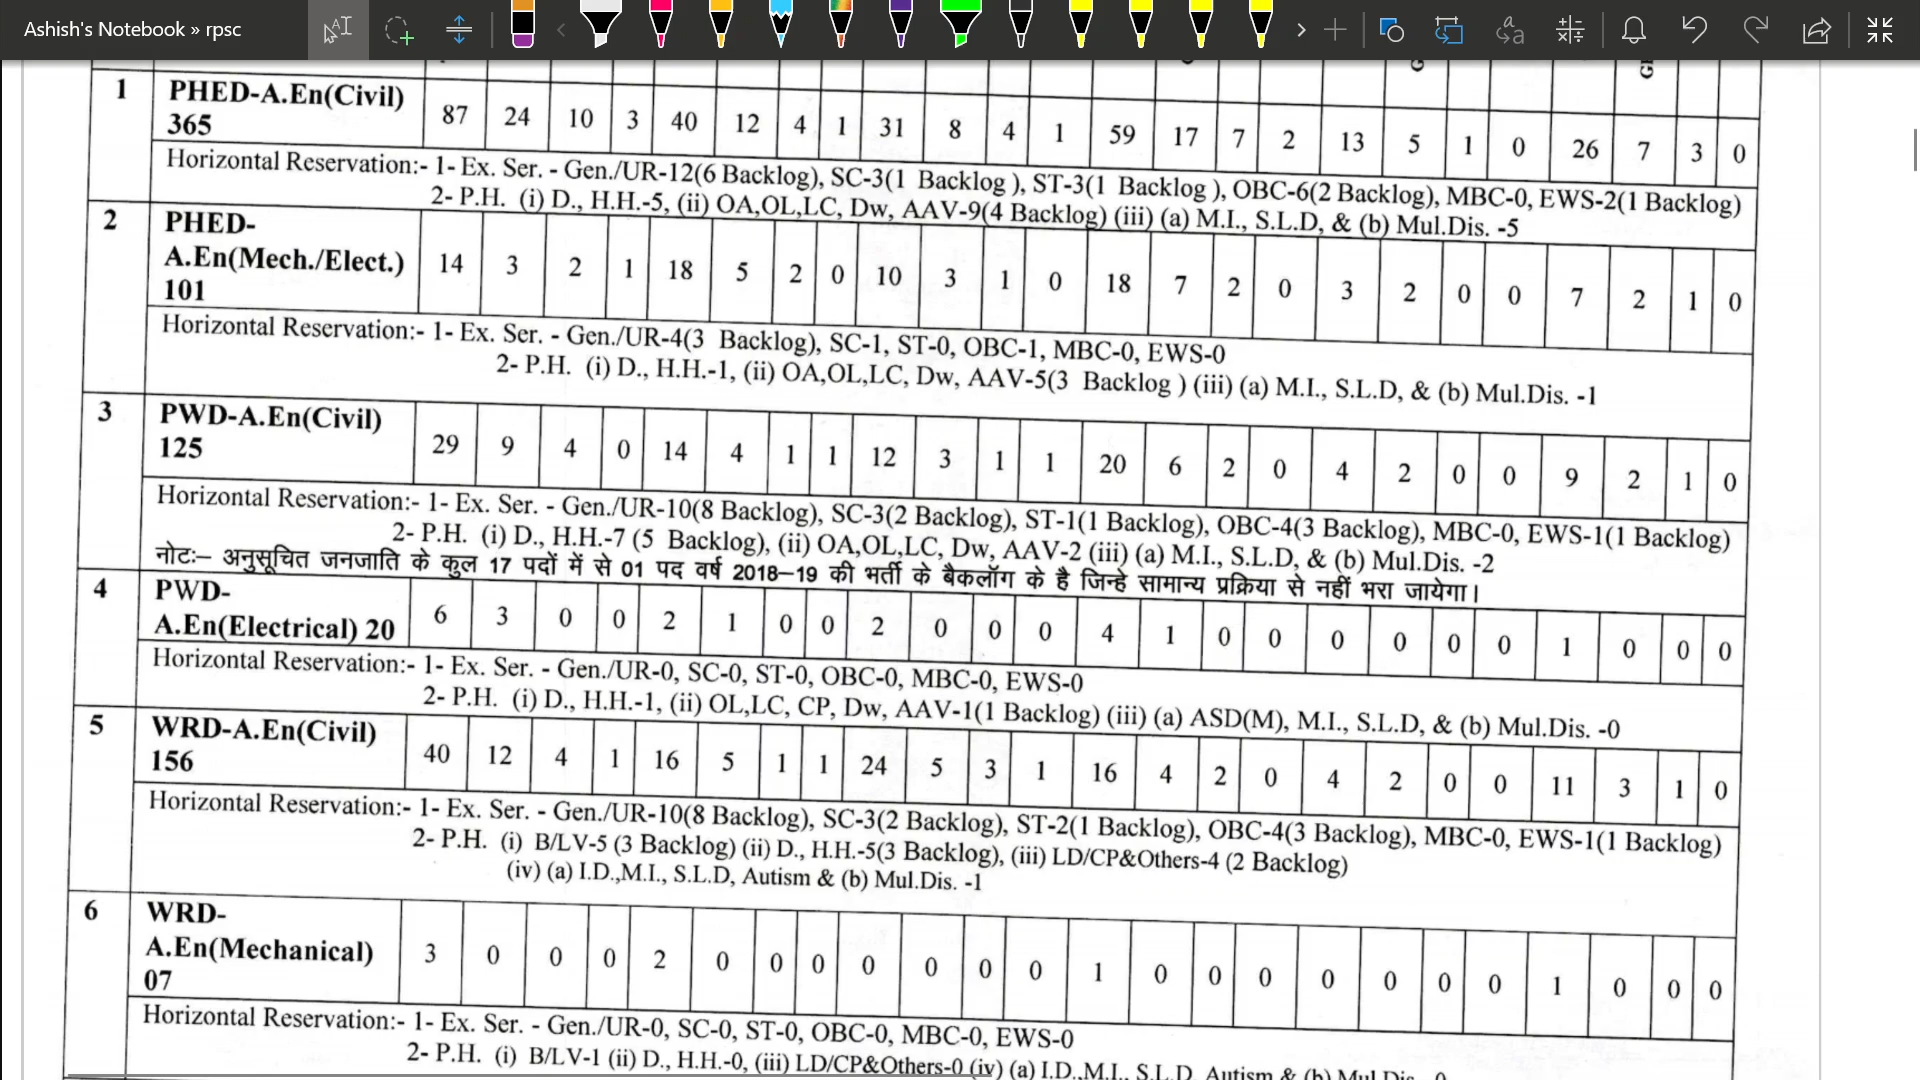 Ashish's Notebook » rpsc
1 PHED-A.En(Civil) 365 87 24 10 3 40 12 4 1 31 8 4 1 59 17 7 2 13 5 1 0 26 7 3 0
Horizontal Reservation:- 1- Ex. Ser. - Gen./UR-12(6 Backlog), SC-3(1 Backlog ), ST-3(1 Backlog ), OBC-6(2 Backlog), MBC-0, EWS-2(1 Backlog)
2- P.H. (i) D., H.H.-5, (ii) OA,OL,LC, Dw, AAV-9(4 Backlog) (iii) (a) M.I., S.L.D, & (b) Mul.Dis. -5
2 PHED-
A.En(Mech./Elect.) 14 3 2 1 18 5 2 0 10 3 1 0 18 7 2 0 3 2 0 0 7 2 1 0
101
Horizontal Reservation:- 1- Ex. Ser. - Gen./UR-4(3 Backlog), SC-1, ST-0, OBC-1, MBC-0, EWS-0
2- P.H. (i) D., H.H.-1, (ii) OA,OL,LC, Dw, AAV-5(3 Backlog ) (iii) (a) M.I., S.L.D, & (b) Mul.Dis. -1
3 PWD-A.En(Civil)
125 29 9 4 0 14 4 1 1 12 3 1 1 20 6 2 0 4 2 0 0 9 2 1 0
Horizontal Reservation:- 1- Ex. Ser. - Gen./UR-10(8 Backlog), SC-3(2 Backlog), ST-1(1 Backlog), OBC-4(3 Backlog), MBC-0, EWS-1(1 Backlog)
2- P.H. (i) D., H.H.-7 (5 Backlog), (ii) OA,OL,LC, Dw, AAV-2 (iii) (a) M.I., S.L.D, & (b) Mul.Dis. -2
नोटः– अनुसूचित जनजाति के कुल 17 पदों में से 01 पद वर्ष 2018–19 की भर्ती के बैकलॉग के है जिन्हे सामान्य प्रक्रिया से नहीं भरा जायेगा।
4 PWD-
A.En(Electrical) 20 6 3 0 0 2 1 0 0 2 0 0 0 4 1 0 0 0 0 0 0 1 0 0 0
Horizontal Reservation:- 1- Ex. Ser. - Gen./UR-0, SC-0, ST-0, OBC-0, MBC-0, EWS-0
2- P.H. (i) D., H.H.-1, (ii) OL,LC, CP, Dw, AAV-1(1 Backlog) (iii) (a) ASD(M), M.I., S.L.D, & (b) Mul.Dis. -0
5 WRD-A.En(Civil)
156 40 12 4 1 16 5 1 1 24 5 3 1 16 4 2 0 4 2 0 0 11 3 1 0
Horizontal Reservation:- 1- Ex. Ser. - Gen./UR-10(8 Backlog), SC-3(2 Backlog), ST-2(1 Backlog), OBC-4(3 Backlog), MBC-0, EWS-1(1 Backlog)
2- P.H. (i) B/LV-5 (3 Backlog) (ii) D., H.H.-5(3 Backlog), (iii) LD/CP&Others-4 (2 Backlog)
(iv) (a) I.D.,M.I., S.L.D, Autism & (b) Mul.Dis. -1
6 WRD-
A.En(Mechanical) 3 0 0 0 2 0 0 0 0 0 0 0 1 0 0 0 0 0 0 0 1 0 0 0
07
Horizontal Reservation:- 1- Ex. Ser. - Gen./UR-0, SC-0, ST-0, OBC-0, MBC-0, EWS-0
2- P.H. (i) B/LV-1 (ii) D., H.H.-0, (iii) LD/CP&Others-0 (iv) (a) I.D.,M.I., S.L.D, Autism & (b) Mul.Dis. -0